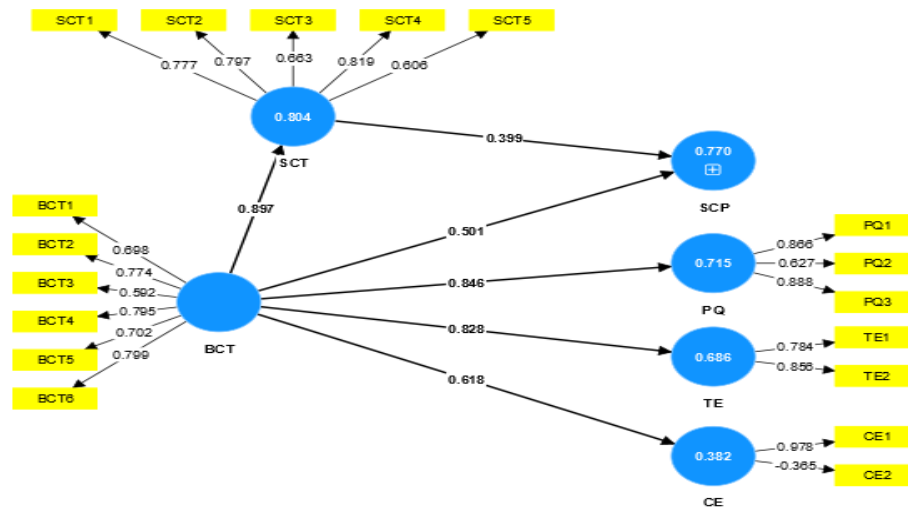 SCT1 SCT2 SCT3 SCT4 SCT5
0.777 0.797 0.663 0.819 0.606
0.804
SCT
0.399
0.770
SCP
0.897
0.501
BCT1
BCT2
BCT3
BCT4
BCT5
BCT6
0.698
0.774
0.592
0.795
0.702
0.799
BCT
0.846
0.715
PQ
0.866
0.627
0.888
PQ1
PQ2
PQ3
0.828
0.686
TE
0.784
0.856
TE1
TE2
0.618
0.382
CE
0.978
-0.365
CE1
CE2